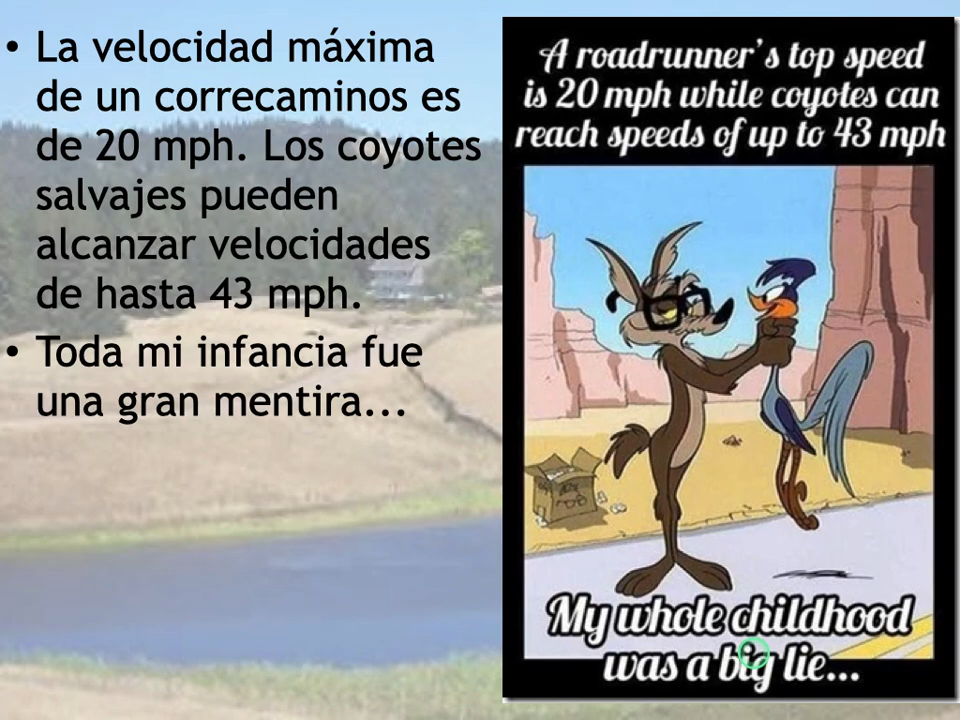 • La velocidad máxima
de un correcaminos es
de 20 mph. Los coyotes
salvajes pueden
alcanzar velocidades
de hasta 43 mph.
• Toda mi infancia fue
una gran mentira...
A roadrunner's top speed
is 20 mph while coyotes can
reach speeds of up to 43 mph
My whole childhood
was a big lie...